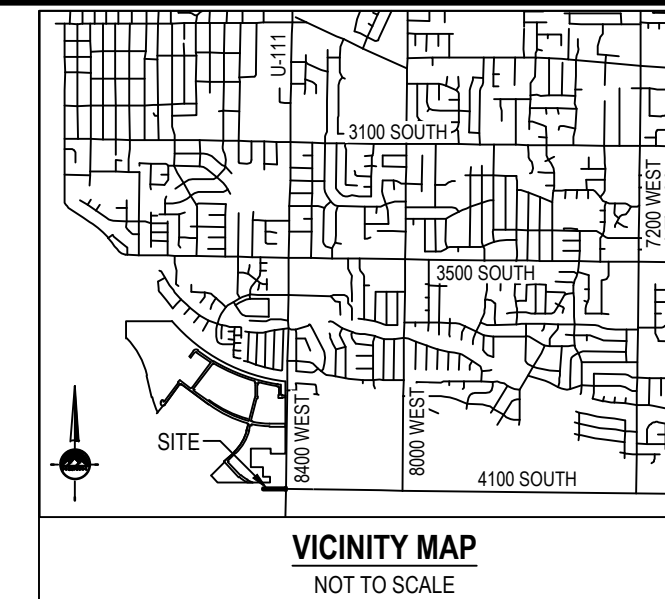 U-111
3100 SOUTH
7200 WEST
3500 SOUTH
8400 WEST
8000 WEST
SITE
4100 SOUTH
VICINITY MAP
NOT TO SCALE